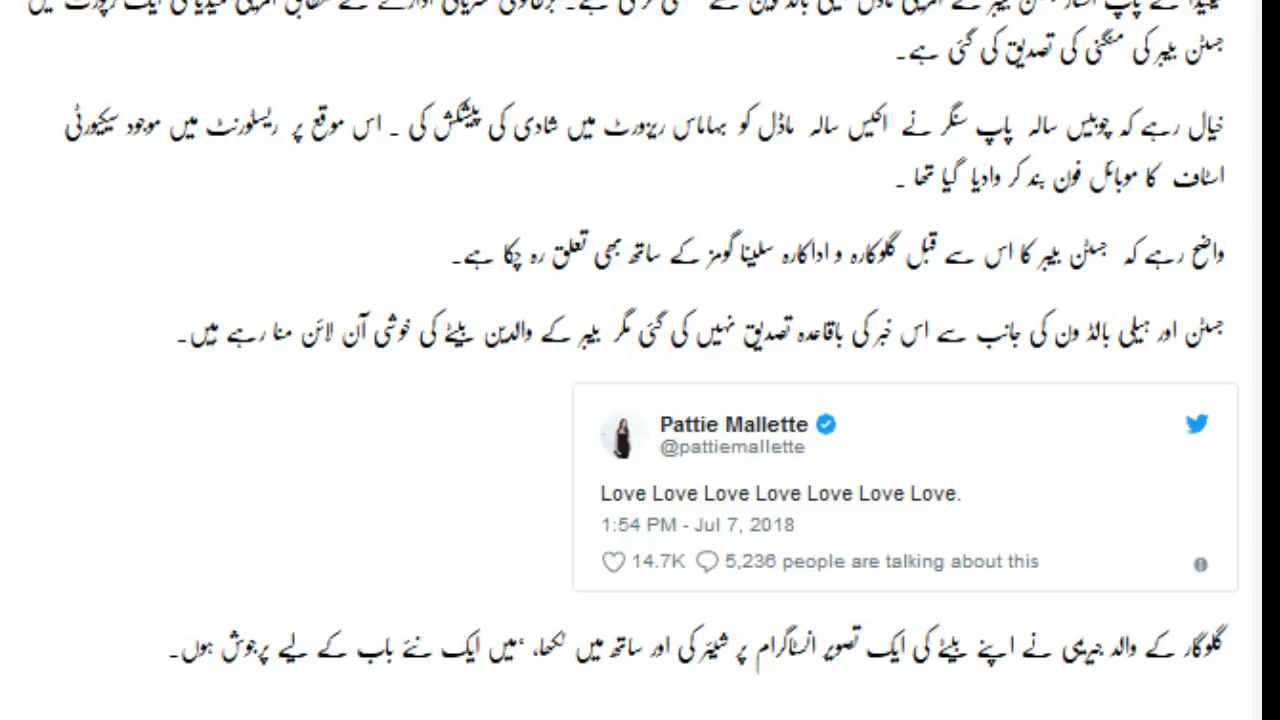 جسٹن بیبر کی منگنی کی تصدیق کی گئی ہے۔
خیال رہے کہ چوبیس سالہ پاپ سنگر نے اکیس سالہ ماڈل کو بہاماس ریزورٹ میں شادی کی پیشکش کی ۔ اس موقع پر ریسٹورنٹ میں موجود سیکیورٹی
اسٹاف کا موبائل فون بند کر وادیا گیا تھا ۔
واضح رہے کہ جسٹن بیبر کا اس سے قبل گلوکارہ و اداکارہ سلینا گومز کے ساتھ بھی تعلق رہ چکا ہے۔
جسٹن اور ہیلی بالڈ ون کی جانب سے اس خبر کی باقاعدہ تصدیق نہیں کی گئی مگر بیبر کے والدین بیٹے کی خوشی آن لائن منا رہے ہیں۔
Pattie Mallette
@pattiemallette
Love Love Love Love Love Love Love.
1:54 PM - Jul 7, 2018
14.7K 5,236 people are talking about this
گلوگار کے والد جیریمی نے اپنے بیٹے کی ایک تصویر انسٹاگرام پر شیئر کی اور ساتھ میں لکھا، ‘میں ایک نئے باب کے لیے پرجوش ہوں۔